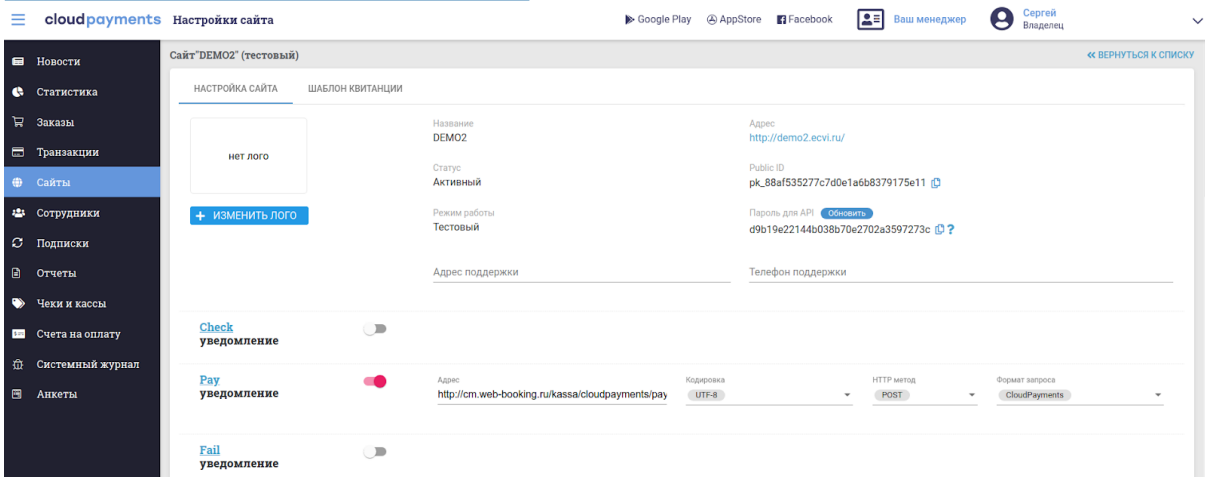 cloudpayments Настройки сайта Google Play AppStore Facebook Ваш менеджер Сергей
Владелец
Сайт"DEMO2" (тестовый) ВЕРНУТЬСЯ К СПИСКУ
Новости
Статистика
Заказы
Транзакции
Сайты
Сотрудники
Подписки
Отчеты
Чеки и кассы
Счета на оплату
Системный журнал
Анкеты
НАСТРОЙКА САЙТА ШАБЛОН КВИТАНЦИИ
нет лого
+ ИЗМЕНИТЬ ЛОГО
Название
DEMO2
Адрес
http://demo2.ecvi.ru/
Статус
Активный
Public ID
pk_88af535277c7d0e1a6b8379175e11
Режим работы
Тестовый
Пароль для API Обновить
d9b19e22144b038b70e2702a3597273c ?
Адрес поддержки Телефон поддержки
Check
уведомление
Pay
уведомление
Адрес Кодировка HTTP метод Формат запроса
http://cm.web-booking.ru/kassa/cloudpayments/pay UTF-8 POST CloudPayments
Fail
уведомление